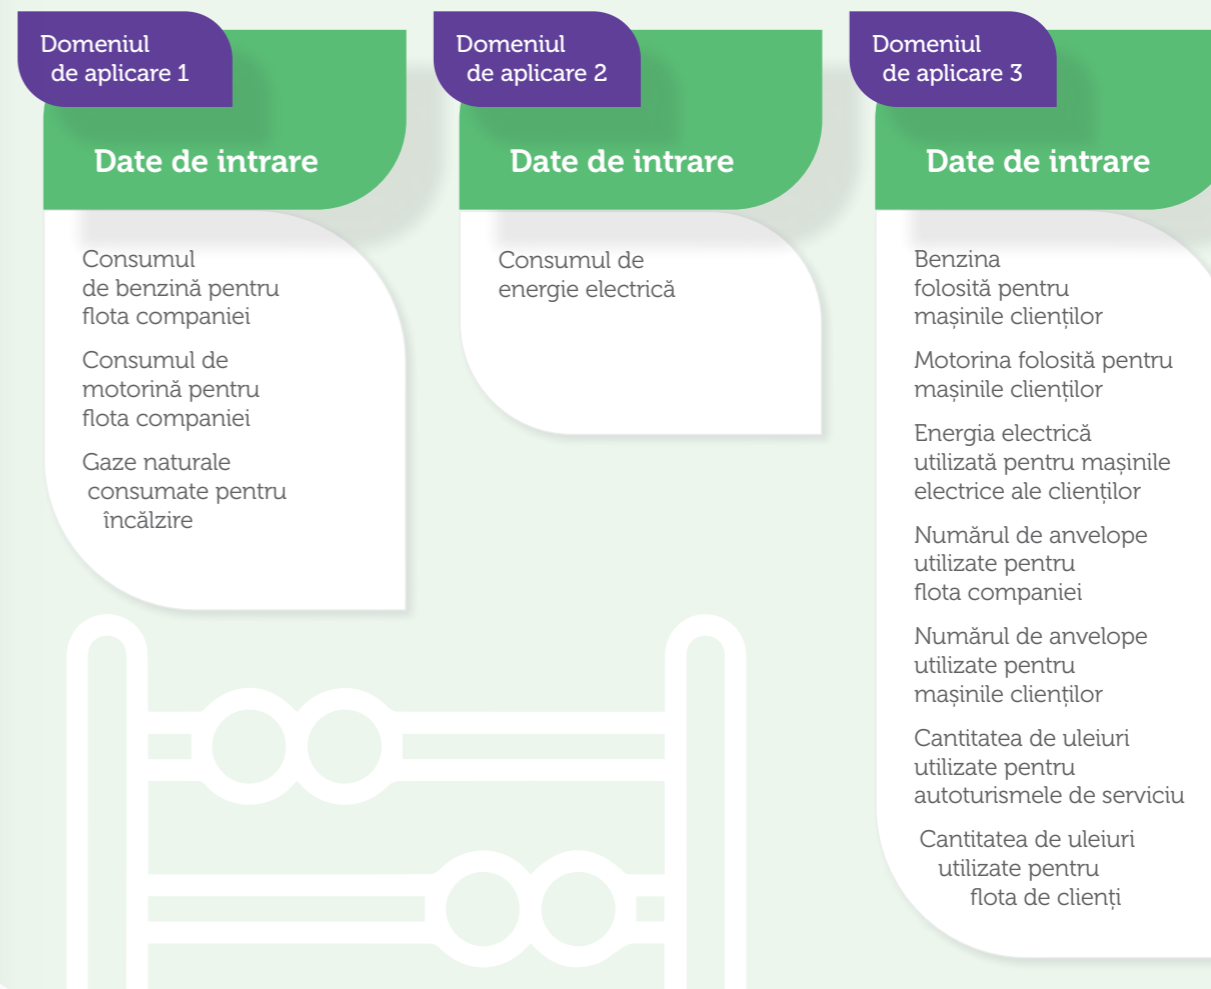 Domeniul
de aplicare 1
Date de intrare
Consumul
de benzină pentru
flota companiei
Consumul de
motorină pentru
flota companiei
Gaze naturale
consumate pentru
încălzire
Domeniul
de aplicare 2
Date de intrare
Consumul de
energie electrică
Domeniul
de aplicare 3
Date de intrare
Benzina
folosită pentru
mașinile clienților
Motorina folosită pentru
mașinile clienților
Energia electrică
utilizată pentru mașinile
electrice ale clienților
Numărul de anvelope
utilizate pentru
flota companiei
Numărul de anvelope
utilizate pentru
mașinile clienților
Cantitatea de uleiuri
utilizate pentru
autoturismele de serviciu
Cantitatea de uleiuri
utilizate pentru
flota de clienți